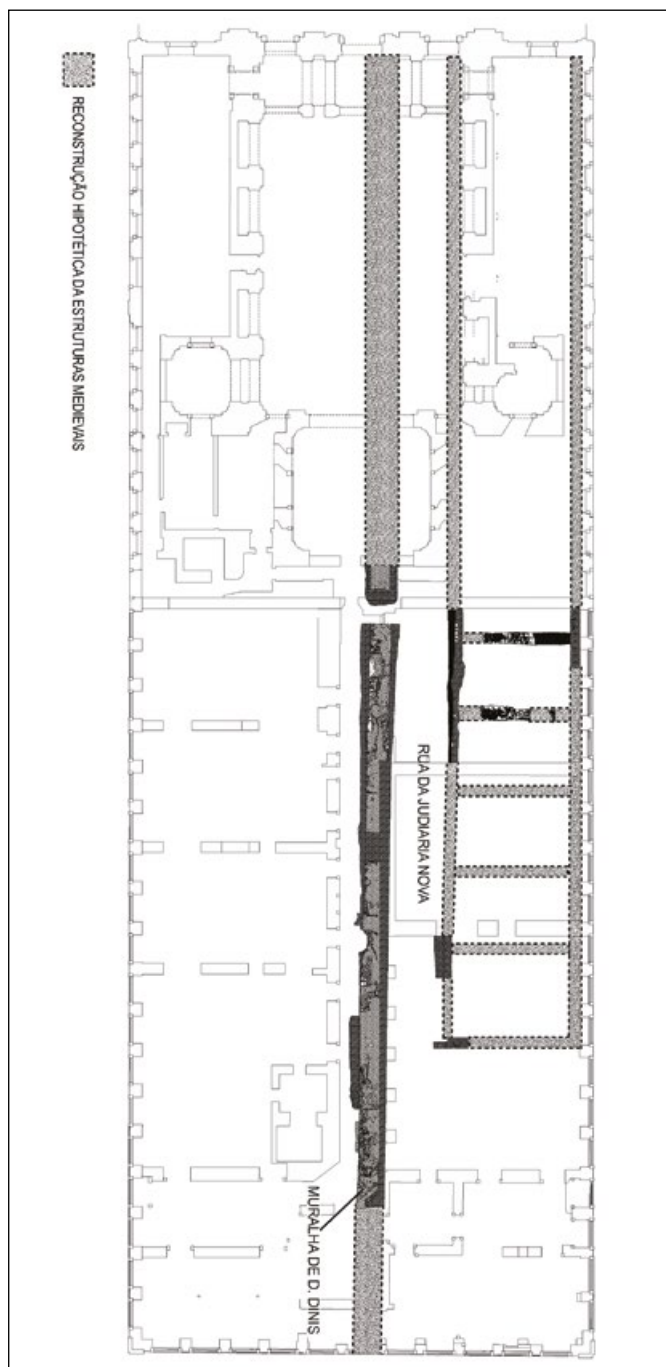 RECONSTRUÇÃO HIPOTÉTICA DA ESTRUTURAS MEDIEVAIS
RUA DA JUDIARIA NOVA
MURALHA DE D. DINIS